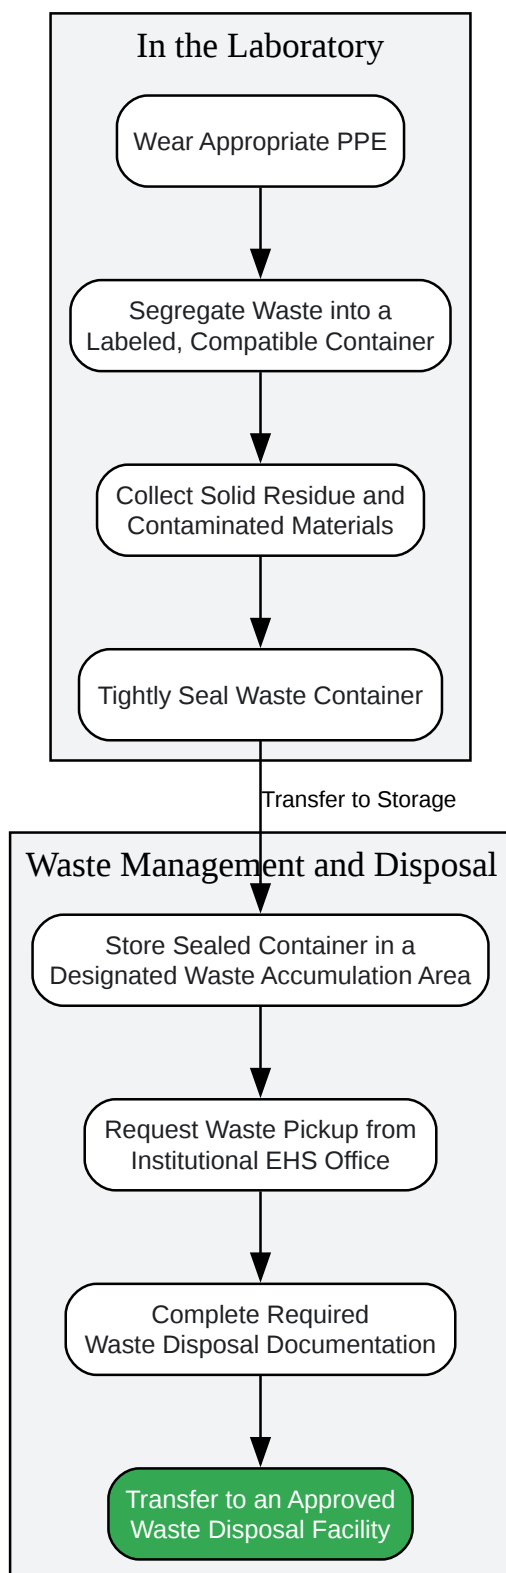 In the Laboratory
Wear Appropriate PPE
Segregate Waste into a
Labeled, Compatible Container
Collect Solid Residue and
Contaminated Materials
Tightly Seal Waste Container
Transfer to Storage
Waste Management and Disposal
Store Sealed Container in a
Designated Waste Accumulation Area
Request Waste Pickup from
Institutional EHS Office
Complete Required
Waste Disposal Documentation
Transfer to an Approved
Waste Disposal Facility